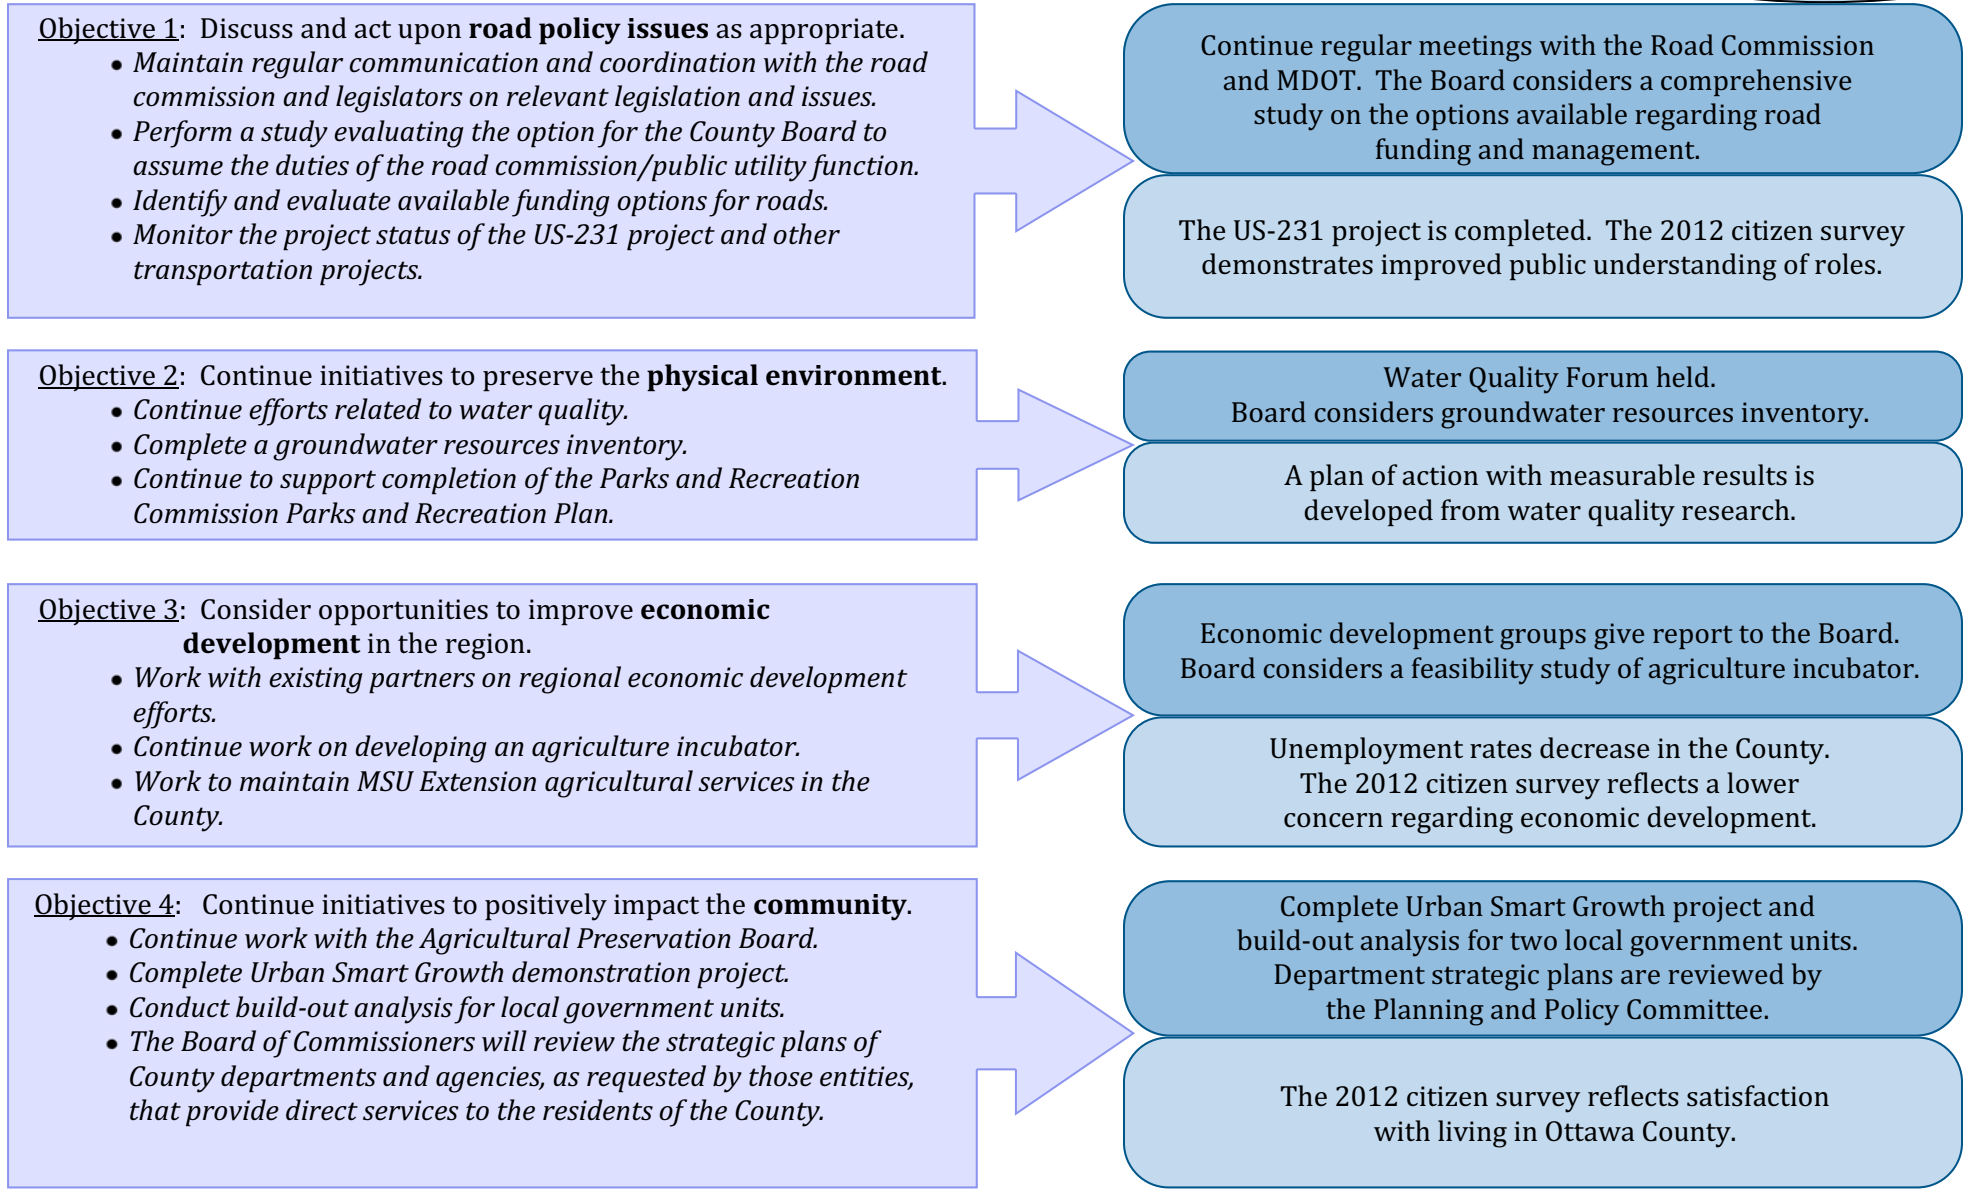 Objective 1:  Discuss and act upon road policy issues as appropriate.
• Maintain regular communication and coordination with the road
commission and legislators on relevant legislation and issues.
• Perform a study evaluating the option for the County Board to
assume the duties of the road commission/public utility function.
• Identify and evaluate available funding options for roads.
• Monitor the project status of the US-231 project and other
transportation projects.
Continue regular meetings with the Road Commission
and MDOT.  The Board considers a comprehensive
study on the options available regarding road
funding and management.
The US-231 project is completed.  The 2012 citizen survey
demonstrates improved public understanding of roles.
Objective 2:  Continue initiatives to preserve the physical environment.
• Continue efforts related to water quality.
• Complete a groundwater resources inventory.
• Continue to support completion of the Parks and Recreation
Commission Parks and Recreation Plan.
Water Quality Forum held.
Board considers groundwater resources inventory.
A plan of action with measurable results is
developed from water quality research.
Objective 3:  Consider opportunities to improve economic
development in the region.
• Work with existing partners on regional economic development
efforts.
• Continue work on developing an agriculture incubator.
• Work to maintain MSU Extension agricultural services in the
County.
Economic development groups give report to the Board.
Board considers a feasibility study of agriculture incubator.
Unemployment rates decrease in the County.
The 2012 citizen survey reflects a lower
concern regarding economic development.
Objective 4:   Continue initiatives to positively impact the community.
• Continue work with the Agricultural Preservation Board.
• Complete Urban Smart Growth demonstration project.
• Conduct build-out analysis for local government units.
• The Board of Commissioners will review the strategic plans of
County departments and agencies, as requested by those entities,
that provide direct services to the residents of the County.
Complete Urban Smart Growth project and
build-out analysis for two local government units.
Department strategic plans are reviewed by
the Planning and Policy Committee.
The 2012 citizen survey reflects satisfaction
with living in Ottawa County.